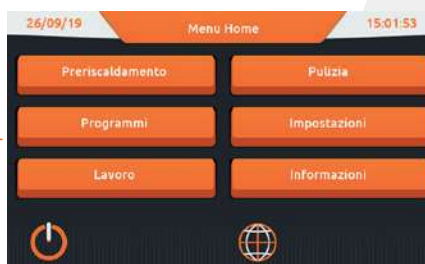 26/09/19 Menu Home 15:01:53
Preriscaldamento Pulizia
Programmi Impostazioni
Lavoro Informazioni